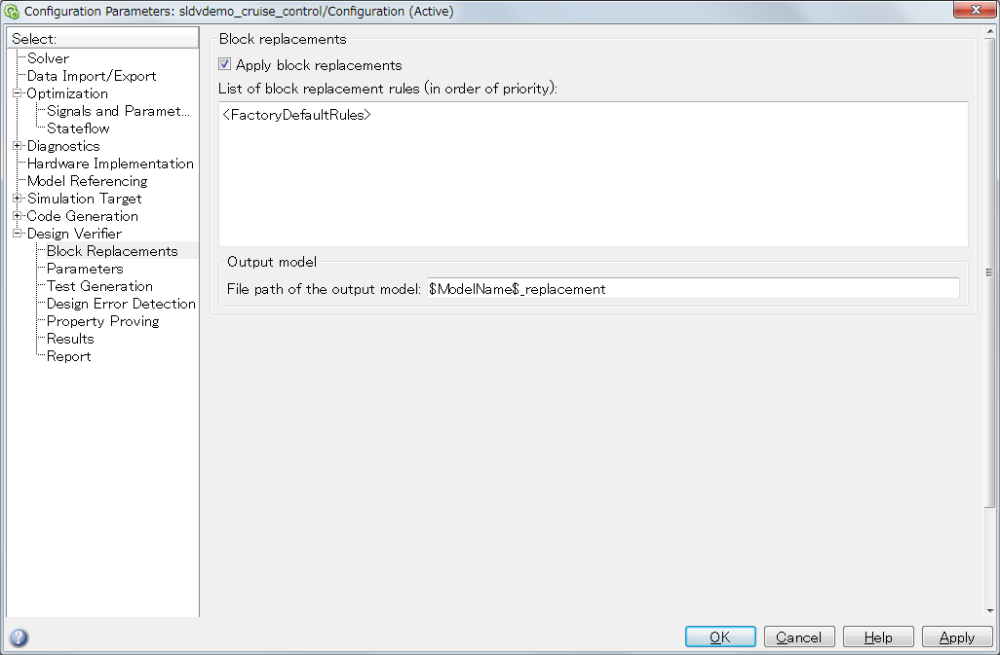 Configuration Parameters: sldvdemo_cruise_control/Configuration (Active)
Select:
Solver
Data Import/Export
Optimization
Signals and Paramet...
Stateflow
Diagnostics
Hardware Implementation
Model Referencing
Simulation Target
Code Generation
Design Verifier
Block Replacements
Parameters
Test Generation
Design Error Detection
Property Proving
Results
Report
Block replacements
Apply block replacements
List of block replacement rules (in order of priority):
<FactoryDefaultRules>
Output model
File path of the output model: $ModelName$_replacement
OK Cancel Help Apply